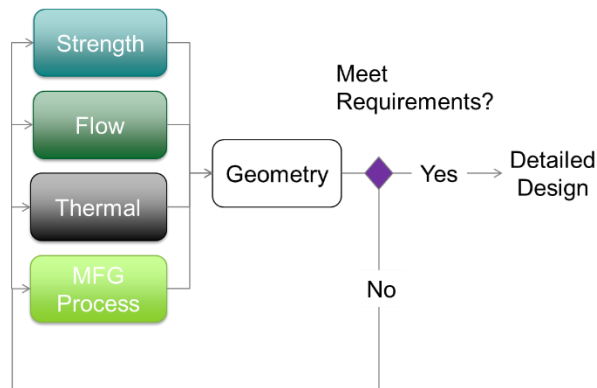 Strength
Flow
Thermal
MFG
Process
Geometry
Meet
Requirements?
Yes
Detailed
Design
No